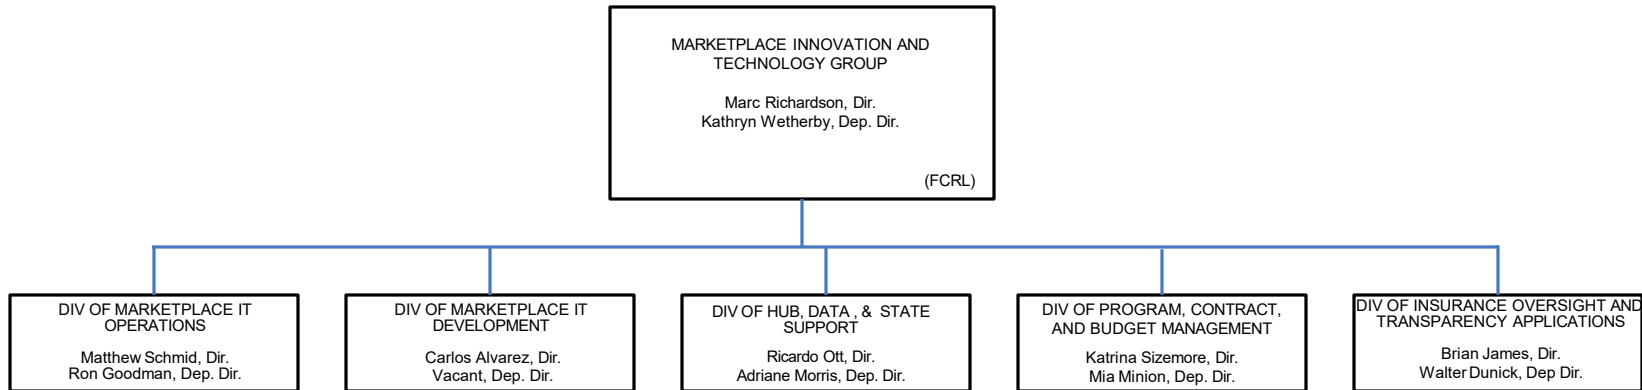 MARKETPLACE INNOVATION AND
TECHNOLOGY GROUP
Marc Richardson, Dir.
Kathryn Wetherby, Dep. Dir.
(FCRL)
DIV OF MARKETPLACE IT
OPERATIONS
Matthew Schmid, Dir.
Ron Goodman, Dep. Dir.
DIV OF MARKETPLACE IT
DEVELOPMENT
Carlos Alvarez, Dir.
Vacant, Dep. Dir.
DIV OF HUB, DATA , & STATE
SUPPORT
Ricardo Ott, Dir.
Adriane Morris, Dep. Dir.
DIV OF PROGRAM, CONTRACT,
AND BUDGET MANAGEMENT
Katrina Sizemore, Dir.
Mia Minion, Dep. Dir.
DIV OF INSURANCE OVERSIGHT AND
TRANSPARENCY APPLICATIONS
Brian James, Dir.
Walter Dunick, Dep Dir.